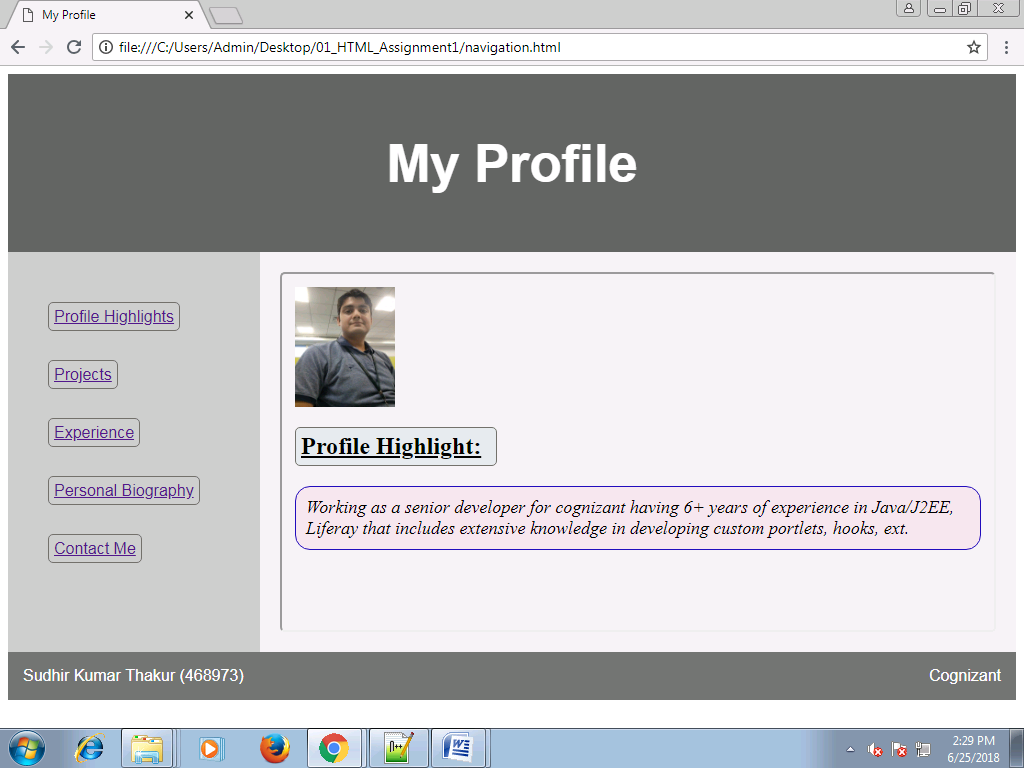 My Profile
file:///C:/Users/Admin/Desktop/01_HTML_Assignment1/navigation.html
My Profile
Profile Highlights
Projects
Experience
Personal Biography
Contact Me
Profile Highlight:
Working as a senior developer for cognizant having 6+ years of experience in Java/J2EE,
Liferay that includes extensive knowledge in developing custom portlets, hooks, ext.
Sudhir Kumar Thakur (468973)
Cognizant
2:29 PM
6/25/2018